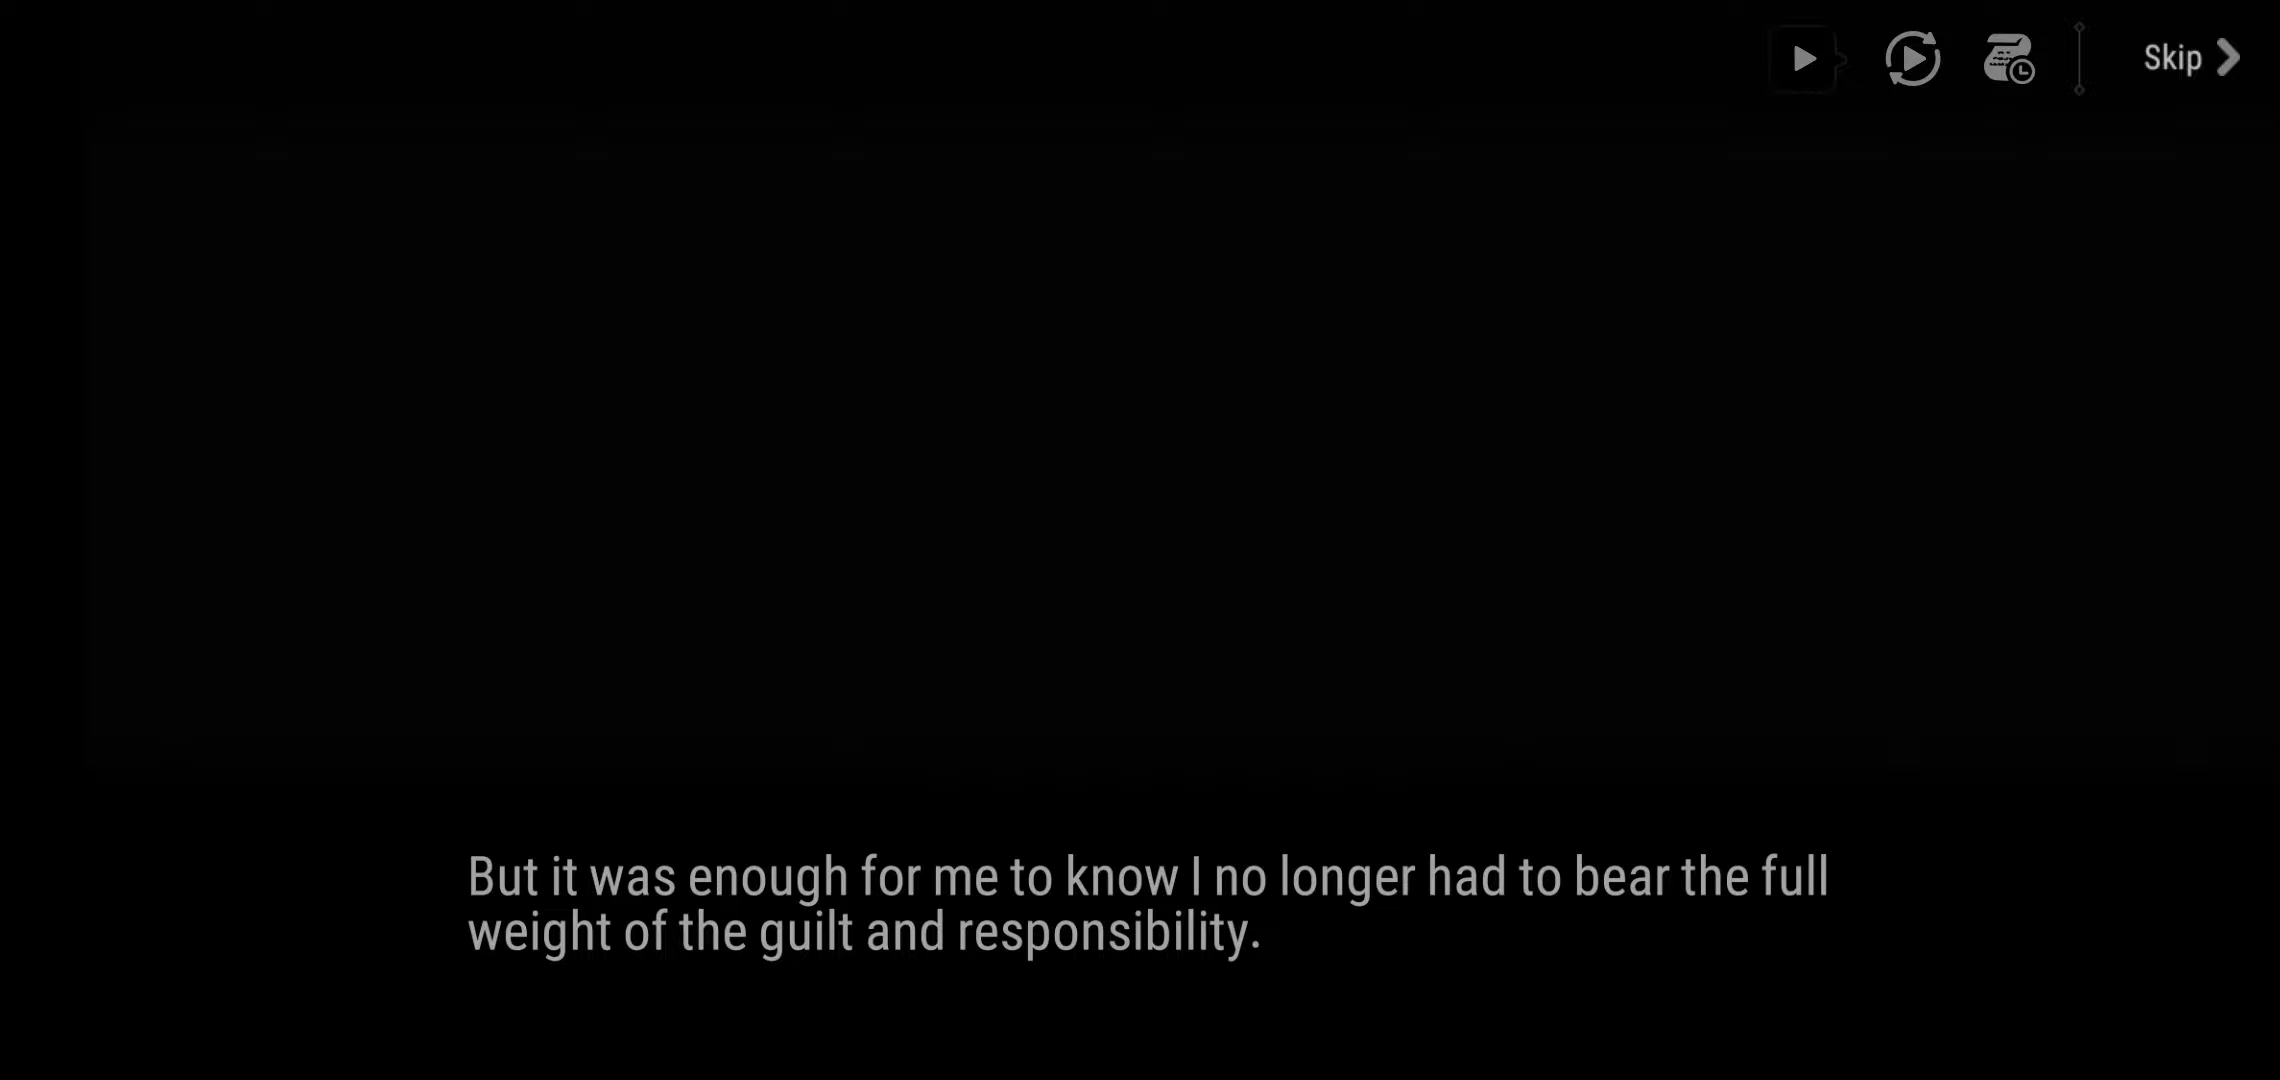 Skip
But it was enough for me to know I no longer had to bear the full
weight of the guilt and responsibility.